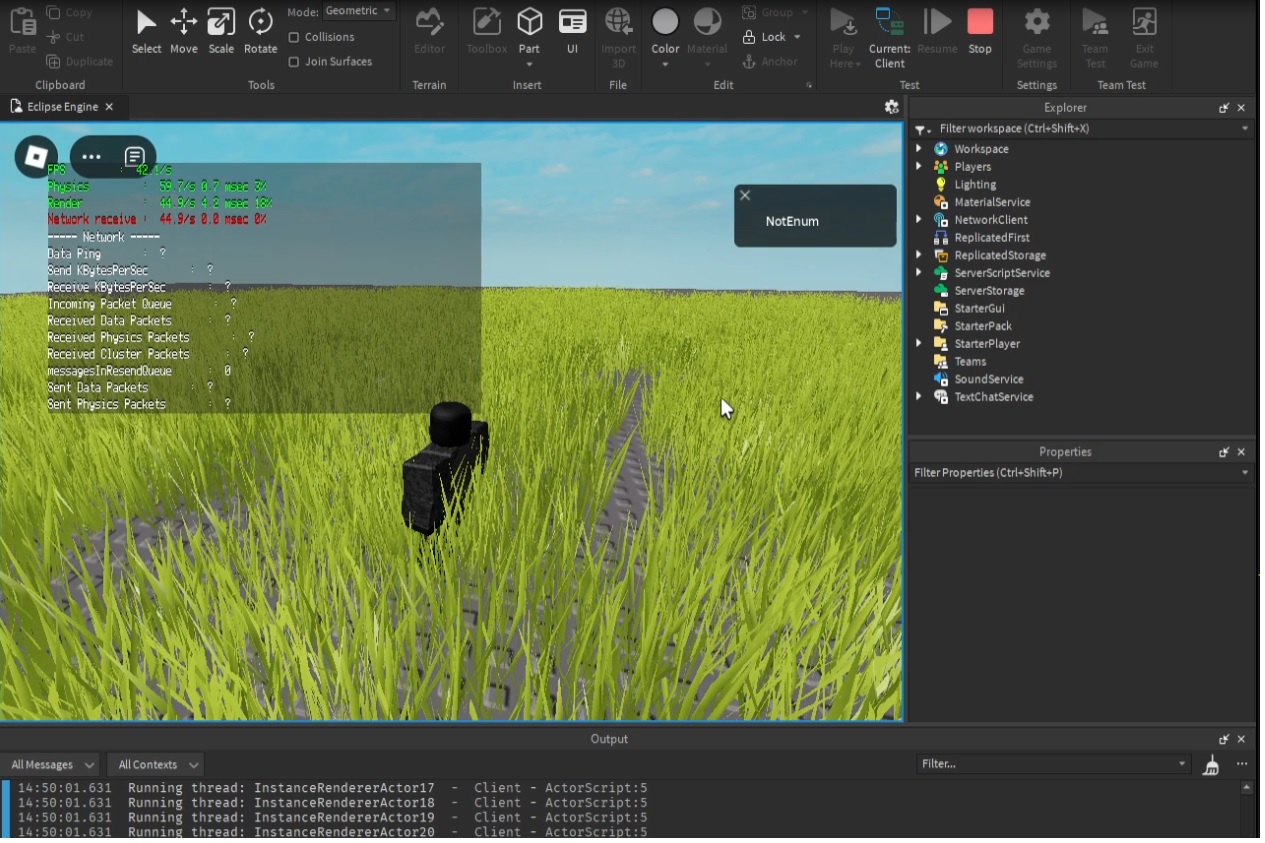 Copy
Mode: Geometric
Paste
Cut
Duplicate
Select Move Scale Rotate
Collisions
Join Surfaces
Editor
Toolbox
Part
UI
Import 3D
Color
Material
Group
Lock
Anchor
Play Here
Current: Client
Resume
Stop
Game Settings
Team Test
Exit Game
Clipboard
Tools
Terrain
Insert
File
Edit
Test
Settings
Team Test
Eclipse Engine
Explorer
Filter workspace (Ctrl+Shift+X)
Workspace
Players
Lighting
MaterialService
NetworkClient
ReplicatedFirst
ReplicatedStorage
ServerScriptService
ServerStorage
StarterGui
StarterPack
StarterPlayer
Teams
SoundService
TextChatService
Properties
Filter Properties (Ctrl+Shift+P)
FPS : 42.1/s
Physics : 59.7/s 0.7 msec 3%
Render : 44.9/s 4.2 msec 18%
Network receive : 44.9/s 0.0 msec 0%
----- Network -----
Data Ping : ?
Send KBytesPerSec : ?
Receive KBytesPerSec : ?
Incoming Packet Queue : ?
Received Data Packets : ?
Received Physics Packets : ?
Received Cluster Packets : ?
messagesInResendQueue : 0
Sent Data Packets : ?
Sent Physics Packets : ?
NotEnum
Output
All Messages
All Contexts
Filter...
14:50:01.631 Running thread: InstanceRendererActor17 - Client - ActorScript:5
14:50:01.631 Running thread: InstanceRendererActor18 - Client - ActorScript:5
14:50:01.631 Running thread: InstanceRendererActor19 - Client - ActorScript:5
14:50:01.631 Running thread: InstanceRendererActor20 - Client - ActorScript:5